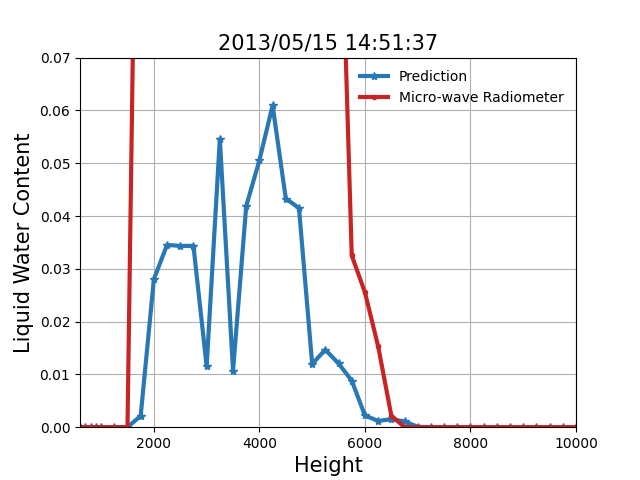 2013/05/15 14:51:37
0.07
0.06
0.05
0.04
0.03
0.02
0.01
0.00
Liquid Water Content
Prediction
Micro-wave Radiometer
2000 4000 6000 8000 10000
Height